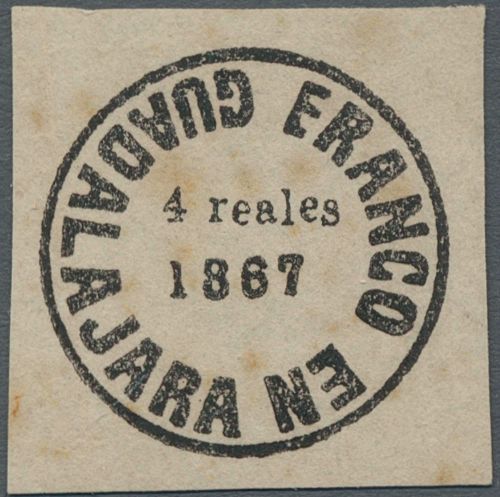 FRANCO EN GUADALAJARA
4 reales
1867